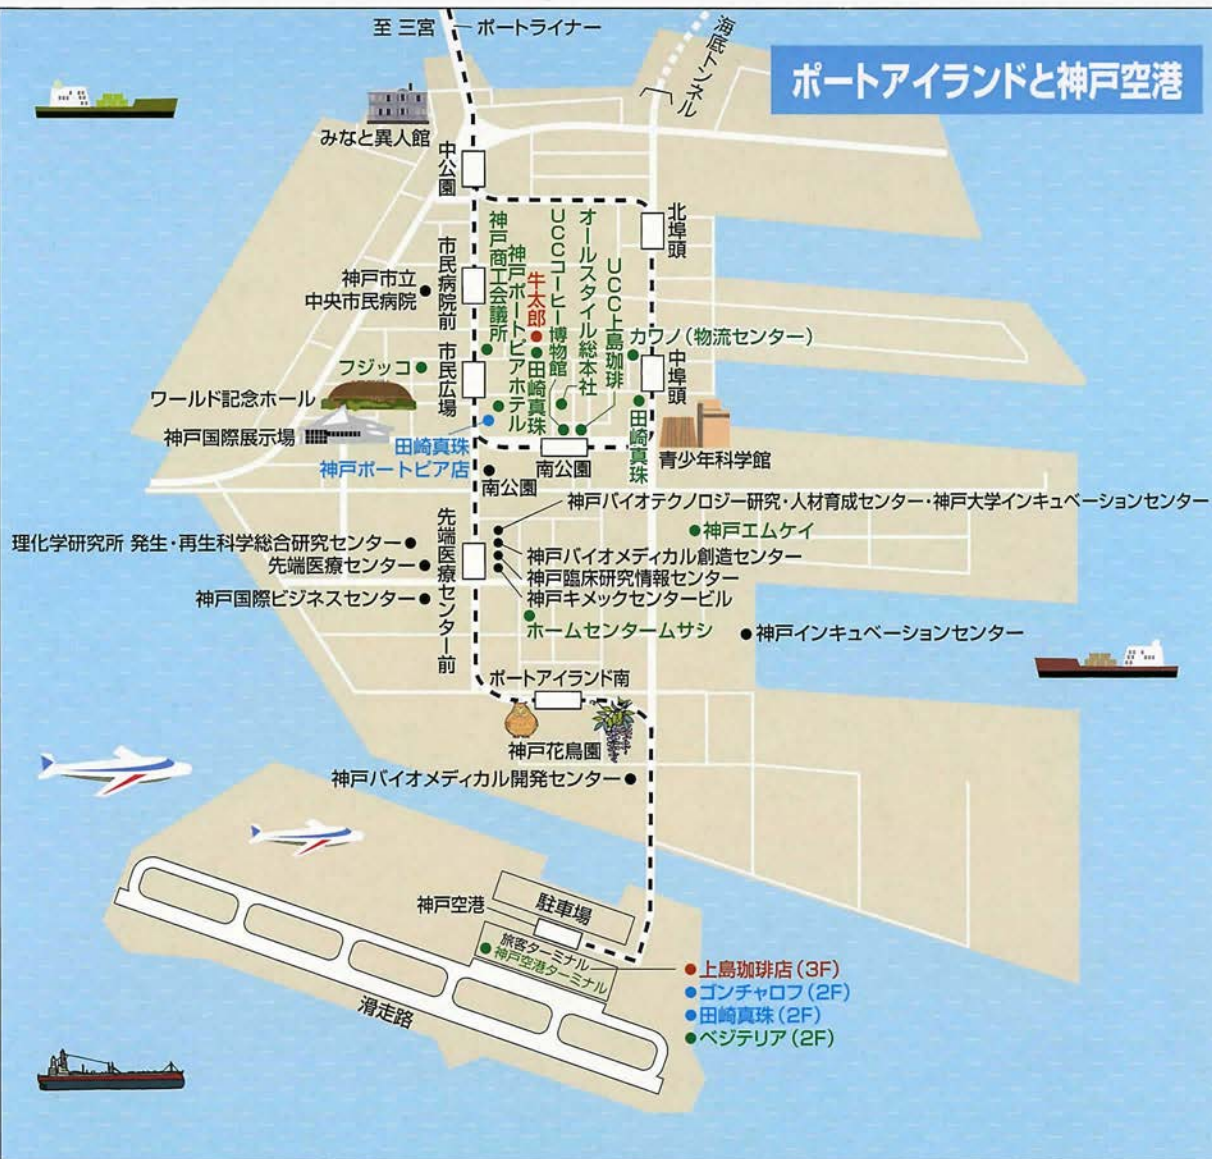 至 三宮
ポートライナー
海底トンネル
ポートアイランドと神戸空港
みなと異人館
中公園
北埠頭
市民病院前
神戸市立
中央市民病院
神戸商工会議所
神戸ポートピアホテル
牛太郎
田崎真珠
UCCコーヒー博物館
オールスタイル総本社
UCC上島珈琲
カワノ(物流センター)
中埠頭
フジッコ
市民広場
ワールド記念ホール
神戸国際展示場
田崎真珠
神戸ポートピア店
南公園
南公園
田崎真珠
青少年科学館
神戸バイオテクノロジー研究・人材育成センター・神戸大学インキュベーションセンター
神戸エムケイ
理化学研究所 発生・再生科学総合研究センター
先端医療センター
神戸国際ビジネスセンター
先端医療センター前
神戸バイオメディカル創造センター
神戸臨床研究情報センター
神戸キメックセンタービル
ホームセンタームサシ
神戸インキュベーションセンター
ポートアイランド南
神戸花鳥園
神戸バイオメディカル開発センター
神戸空港
駐車場
旅客ターミナル
神戸空港ターミナル
滑走路
上島珈琲店(3F)
ゴンチャロフ(2F)
田崎真珠(2F)
ベジテリア(2F)